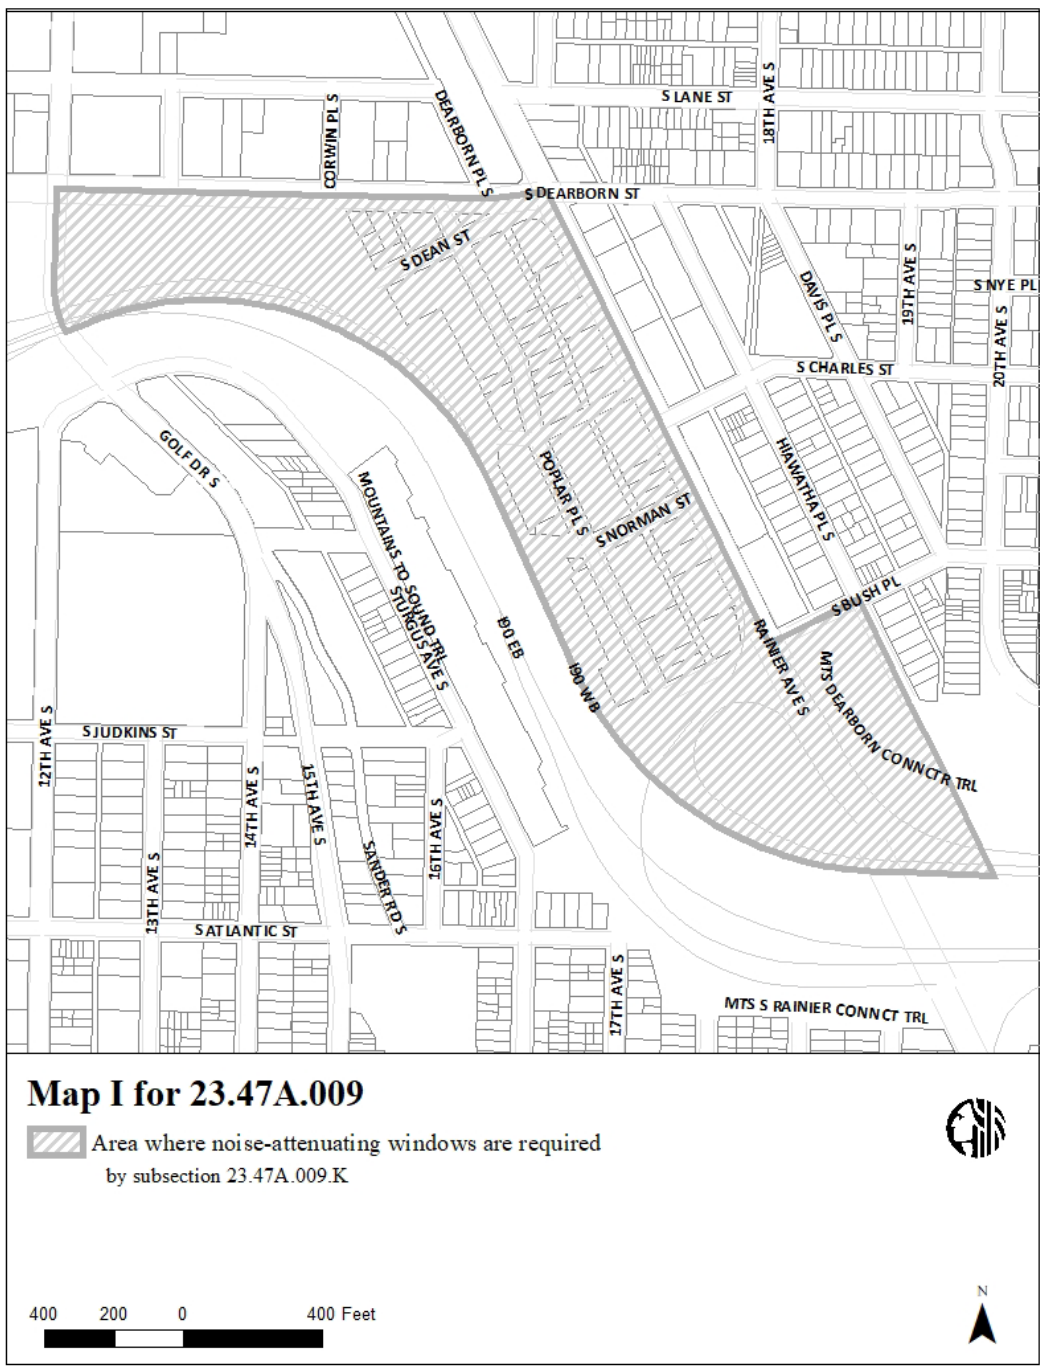 S LANE ST
18TH AVE S
CORWIN PL S
DEARBORN PL S
S DEARBORN ST
S DEAN ST
DAVIS PL S
19TH AVE S
S NYE PL
20TH AVE S
S CHARLES ST
GOLF DR S
MOUNTAINS TO SOUND TRL
STURGUS AVE S
POPLAR PL S
S NORMAN ST
HIAWATHA PL S
S BUSH PL
I90 EB
I90 WB
RAINIER AVE S
MTS DEARBORN CONNCTR TRL
12TH AVE S
S JUDKINS ST
13TH AVE S
14TH AVE S
15TH AVE S
SANDER RD S
16TH AVE S
S ATLANTIC ST
17TH AVE S
MTS S RAINIER CONNCT TRL
Map I for 23.47A.009
Area where noise-attenuating windows are required
by subsection 23.47A.009.K
400 200 0 400 Feet
N